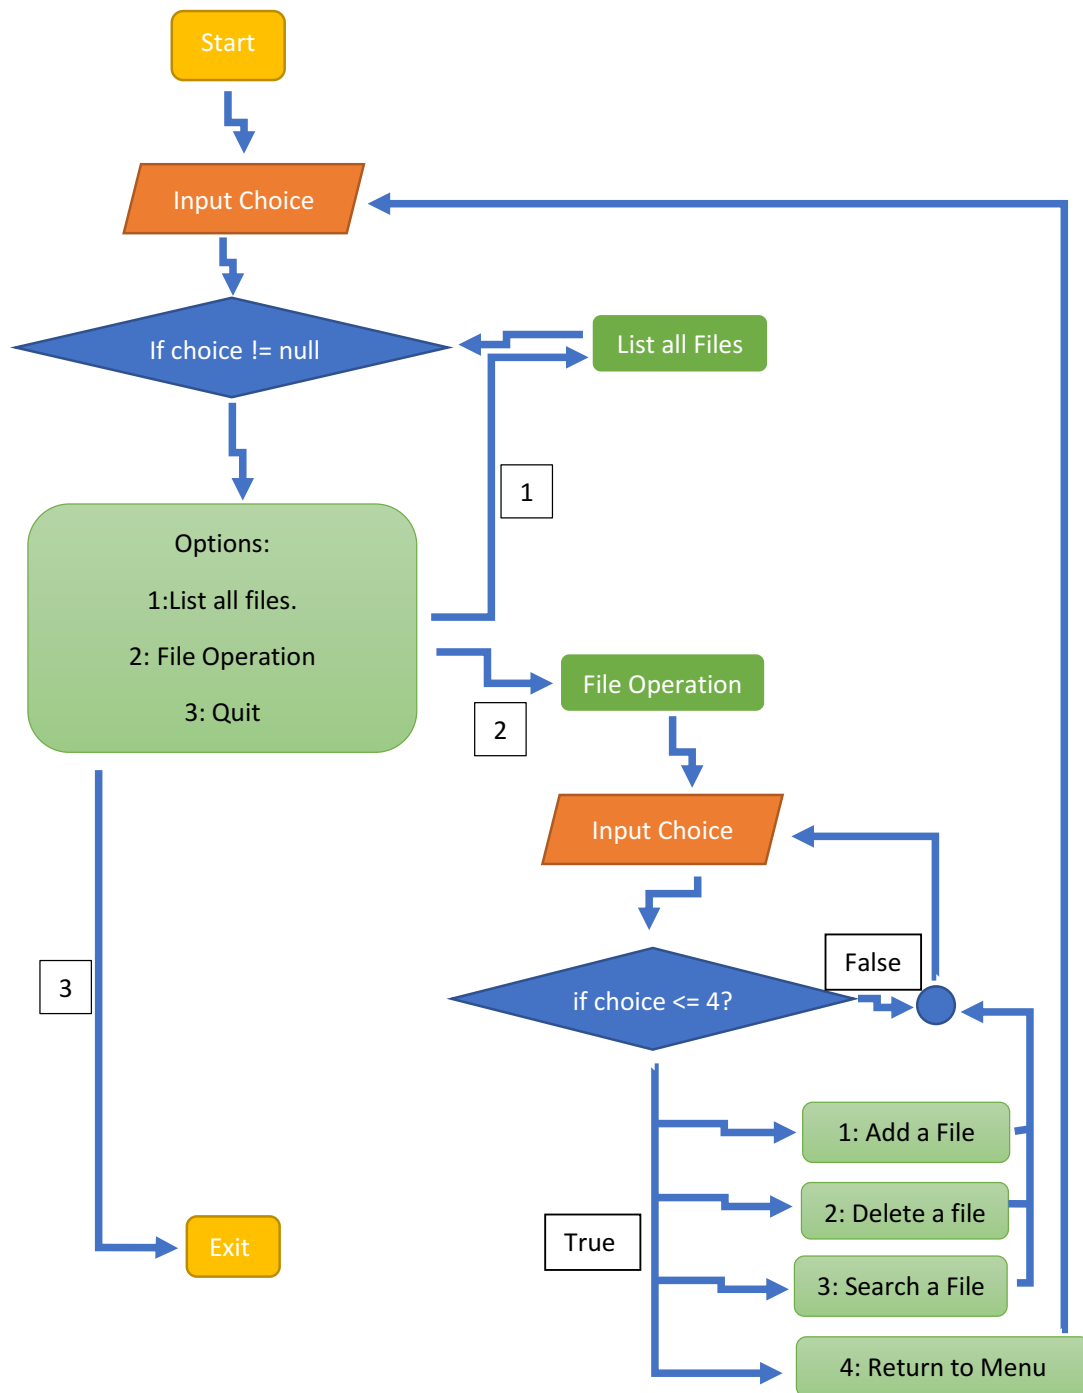 Start
Input Choice
If choice != null
List all Files
1
Options:
1:List all files.
2: File Operation
3: Quit
File Operation
2
Input Choice
False
if choice <= 4?
3
1: Add a File
2: Delete a file
True
Exit
3: Search a File
4: Return to Menu